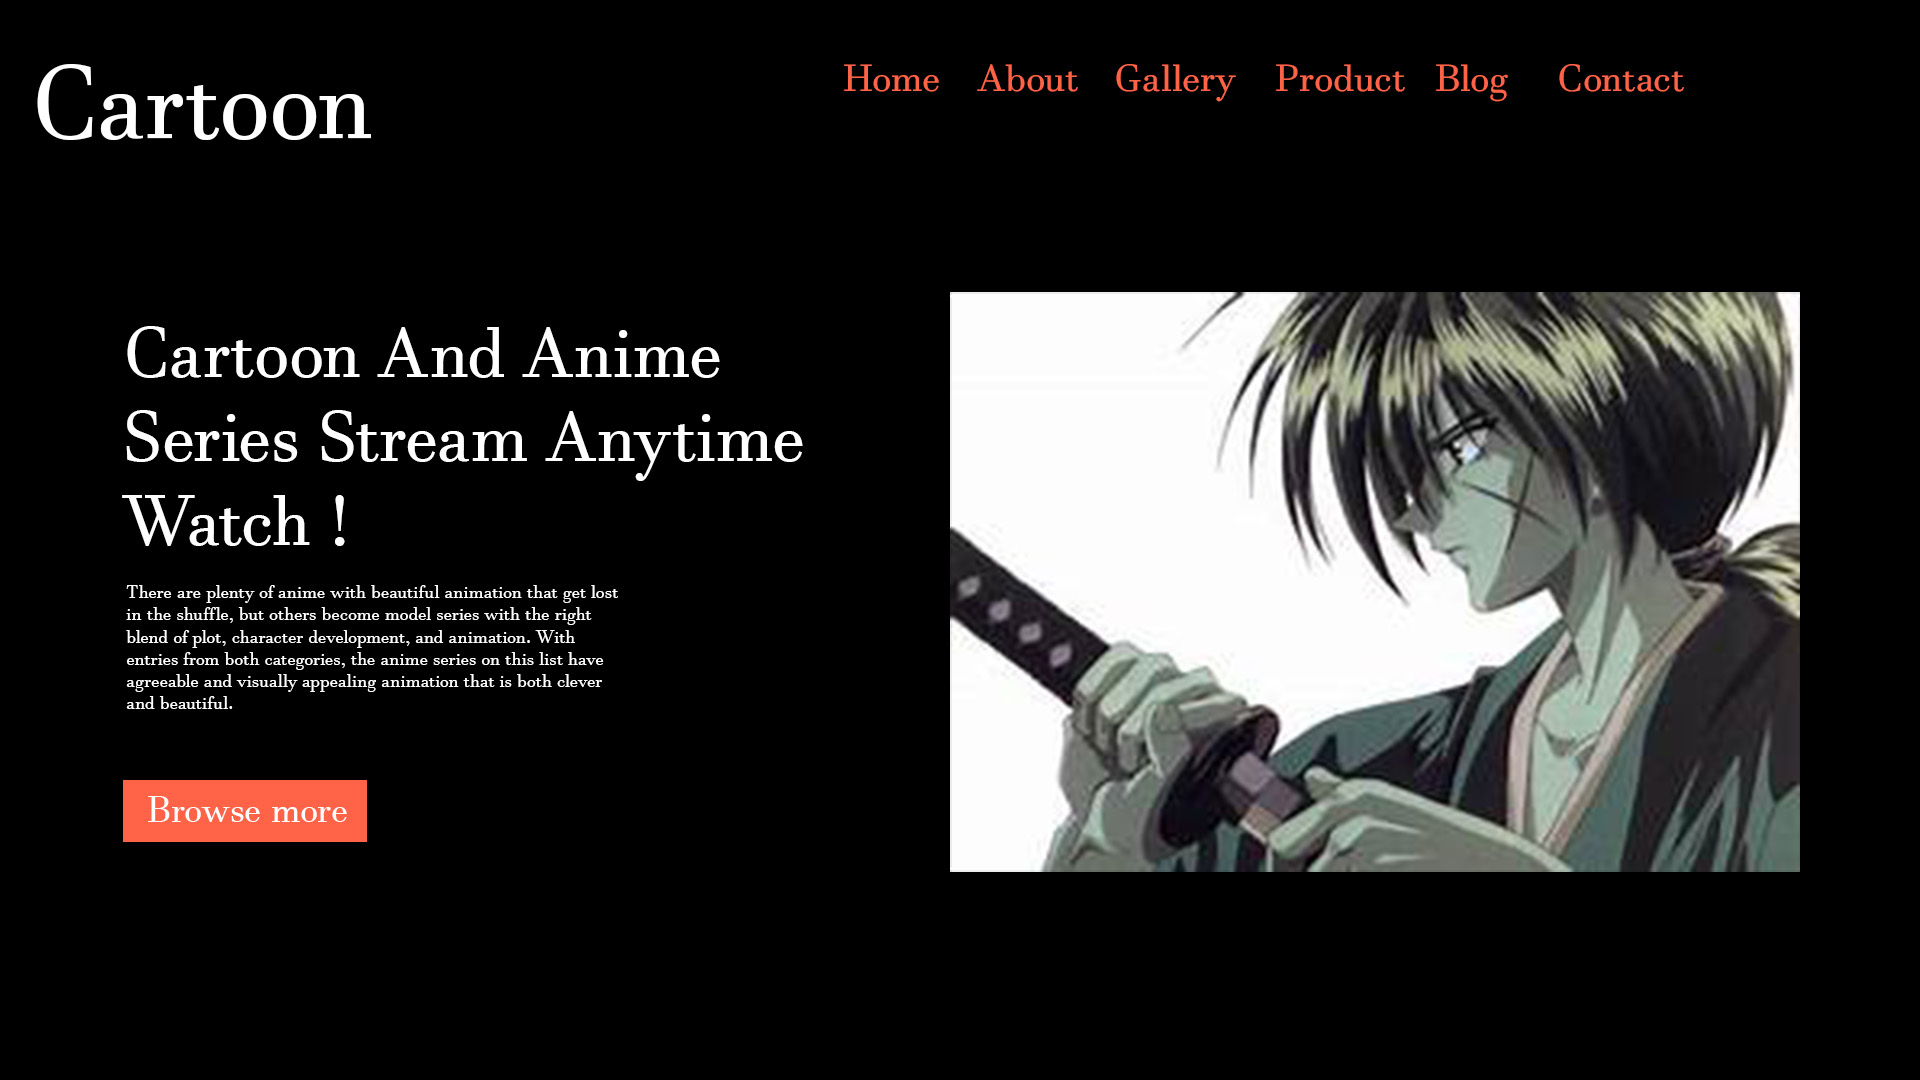 Cartoon
Home About Gallery Product Blog Contact
Cartoon And Anime
Series Stream Anytime
Watch !
There are plenty of anime with beautiful animation that get lost
in the shuffle, but others become model series with the right
blend of plot, character development, and animation. With
entries from both categories, the anime series on this list have
agreeable and visually appealing animation that is both clever
and beautiful.
Browse more